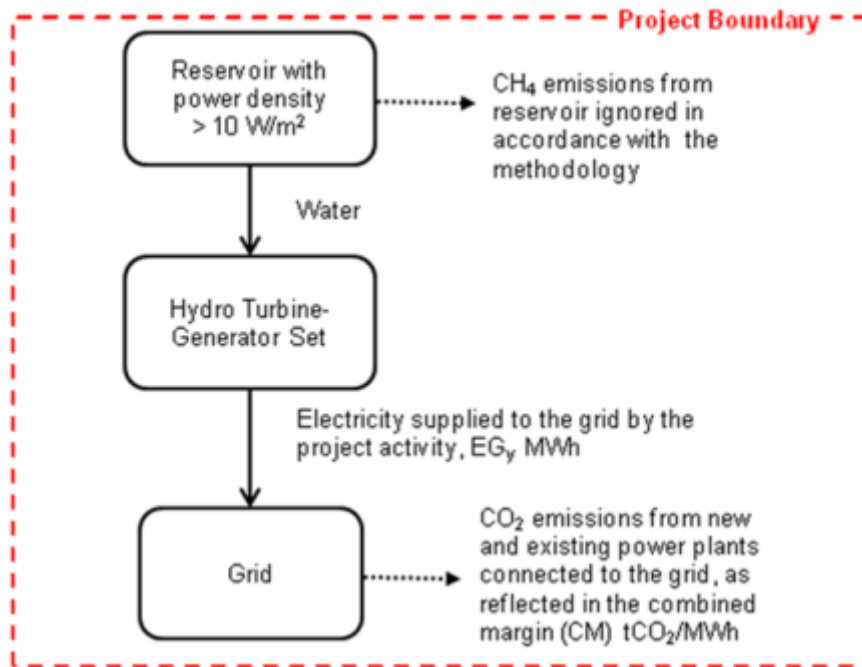 Project Boundary
Reservoir with
power density
> 10 W/m²
CH₄ emissions from
reservoir ignored in
accordance with the
methodology
Water
Hydro Turbine-
Generator Set
Electricity supplied to the grid by the
project activity, EGᵧ MWh
Grid
CO₂ emissions from new
and existing power plants
connected to the grid, as
reflected in the combined
margin (CM) tCO₂/MWh